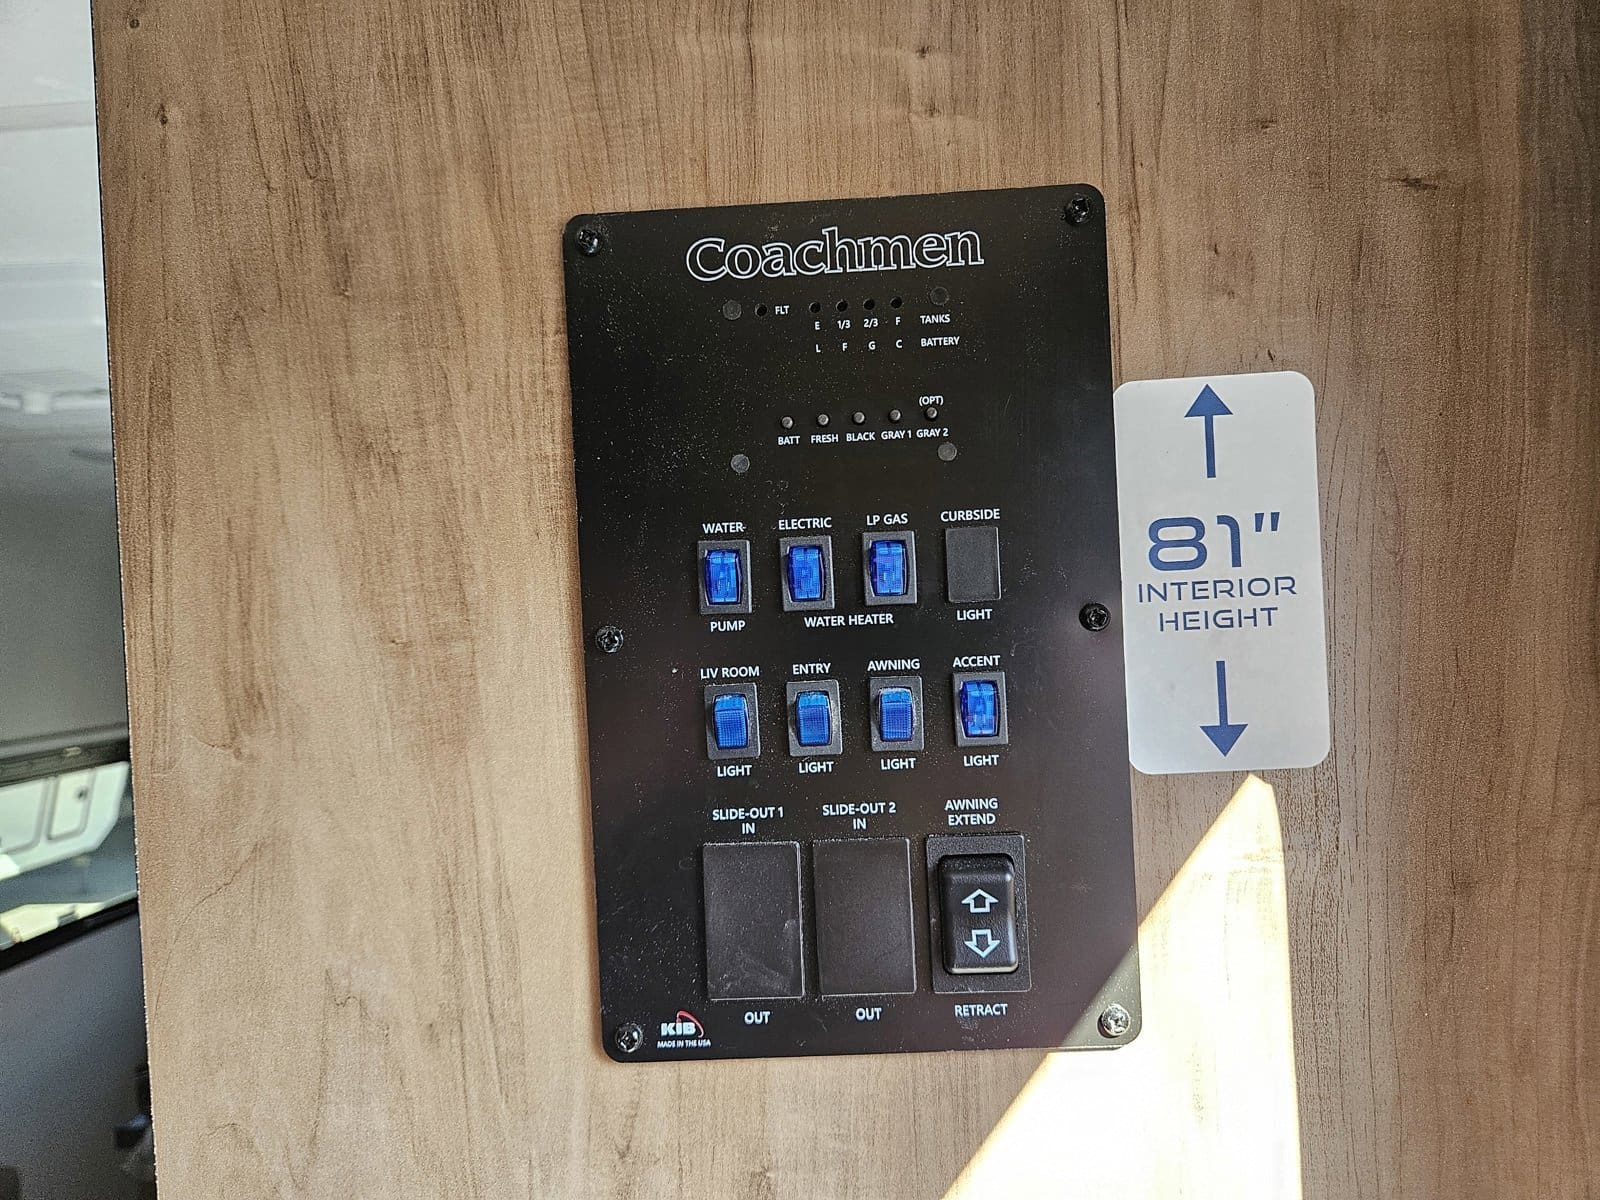 Coachmen
FLT
E 1/3 2/3 F TANKS
L F G C BATTERY
(OPT)
BATT FRESH BLACK GRAY 1 GRAY 2
WATER ELECTRIC LP GAS CURBSIDE
PUMP WATER HEATER LIGHT
LIV ROOM ENTRY AWNING ACCENT
LIGHT LIGHT LIGHT LIGHT
SLIDE-OUT 1 SLIDE-OUT 2 AWNING
IN IN EXTEND
OUT OUT RETRACT
KIB
MADE IN THE USA
81"
INTERIOR
HEIGHT